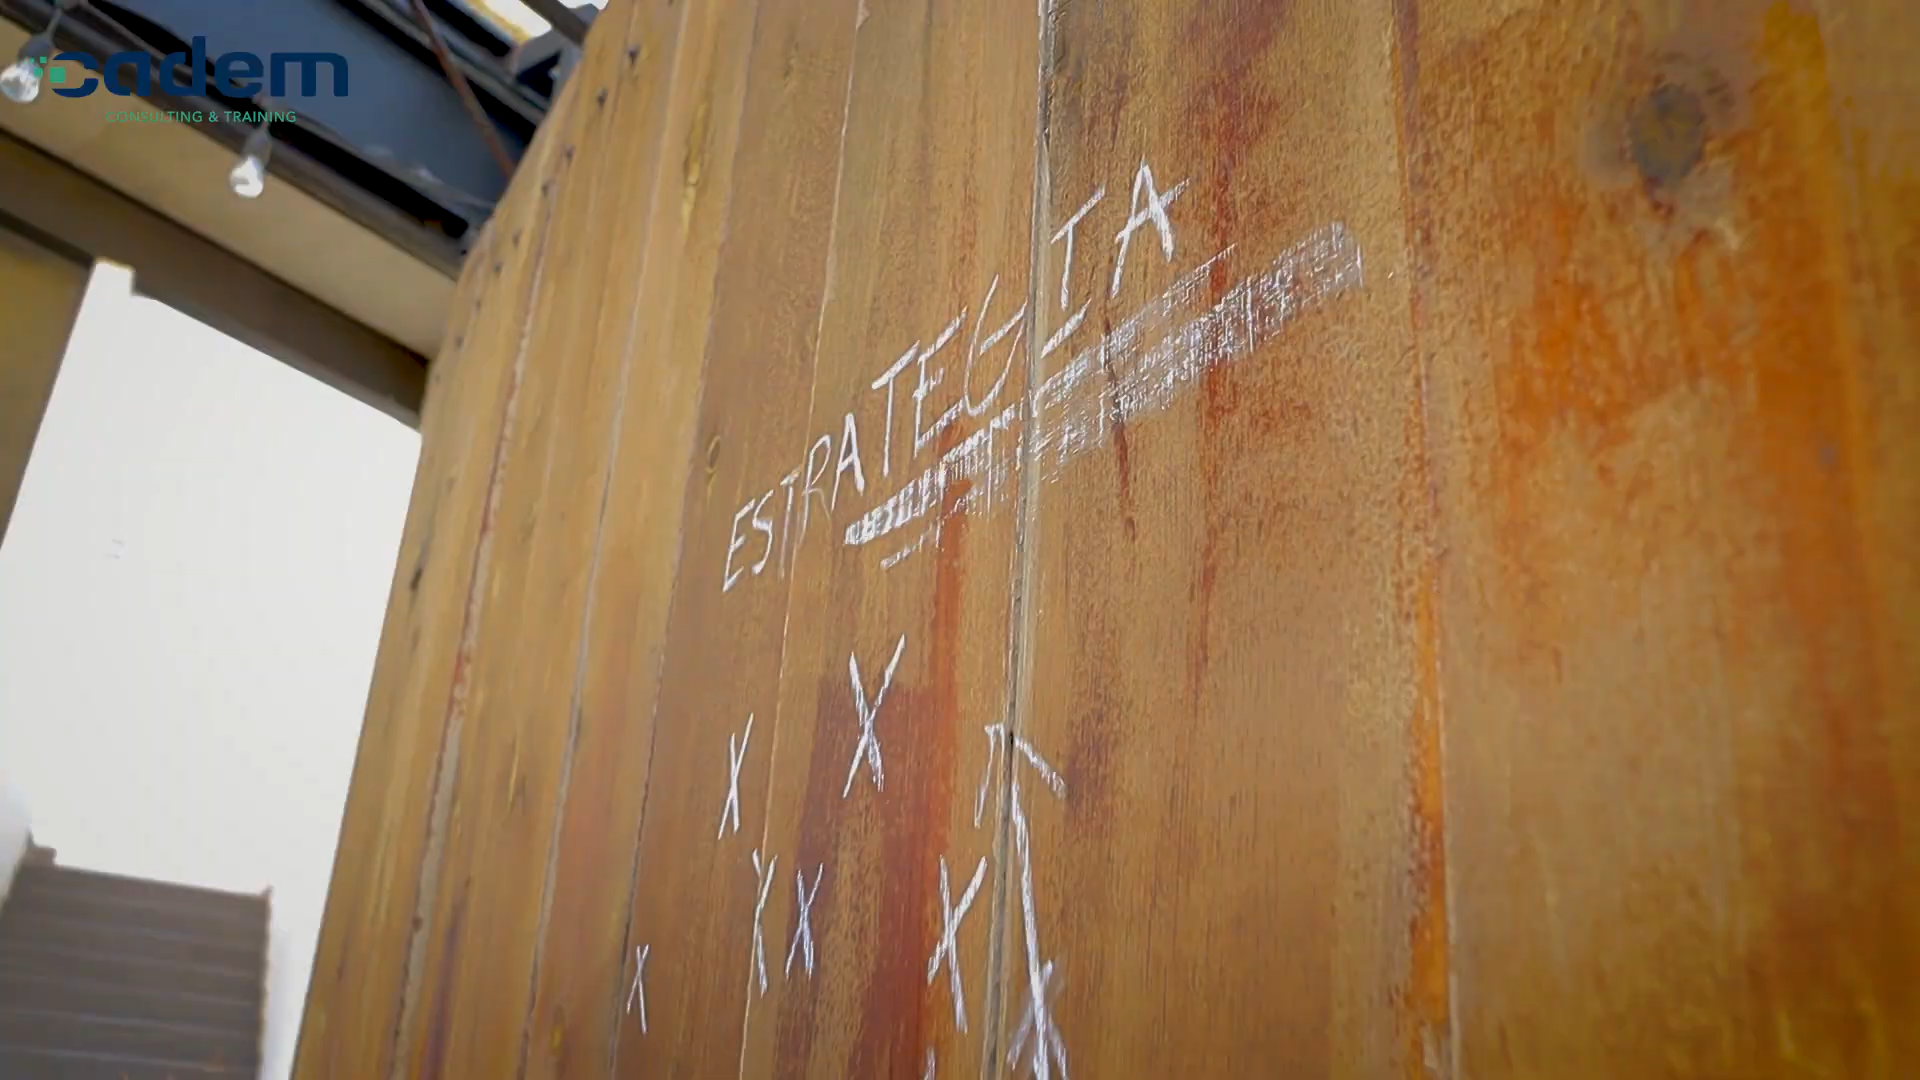 cadem
CONSULTING & TRAINING
ESTRATEGIA
X
X
X X X
X X